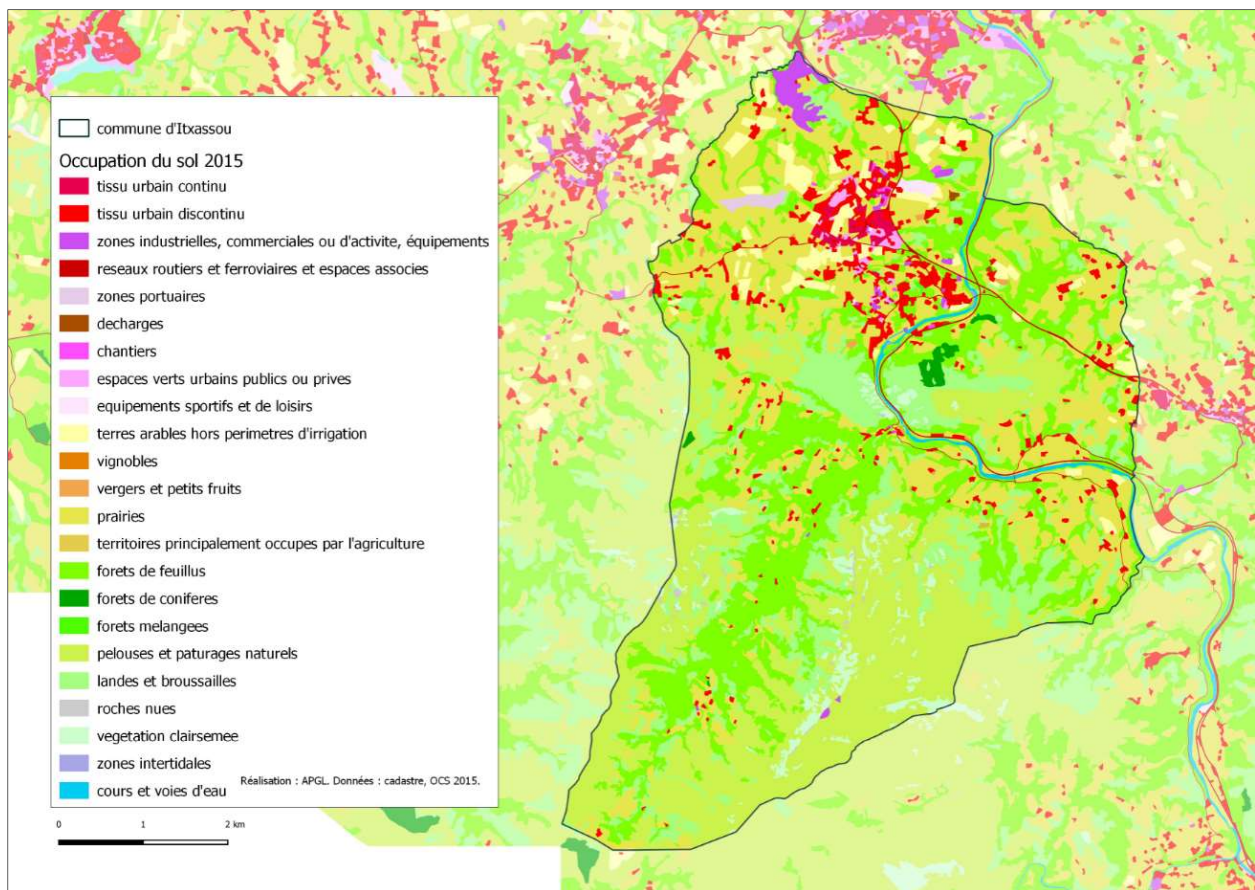 commune d'Itxassou
Occupation du sol 2015
tissu urbain continu
tissu urbain discontinu
zones industrielles, commerciales ou d'activite, équipements
reseaux routiers et ferroviaires et espaces associes
zones portuaires
decharges
chantiers
espaces verts urbains publics ou prives
equipements sportifs et de loisirs
terres arables hors perimetres d'irrigation
vignobles
vergers et petits fruits
prairies
territoires principalement occupes par l'agriculture
forets de feuillus
forets de coniferes
forets melangees
pelouses et paturages naturels
landes et broussailles
roches nues
vegetation clairsemee
zones intertidales
Réalisation : APGL. Données : cadastre, OCS 2015.
cours et voies d'eau
0 1 2 km